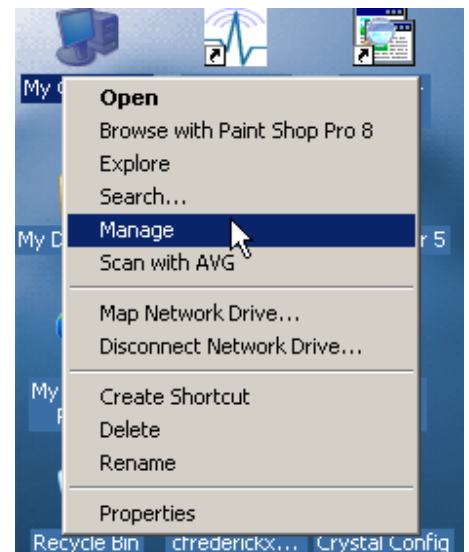 My
Open
Browse with Paint Shop Pro 8
Explore
Search...
Manage
My D
r 5
Scan with AVG
Map Network Drive...
Disconnect Network Drive...
My
Create Shortcut
Delete
Rename
Properties
Recycle Bin
cfrederickx...
Crystal Config